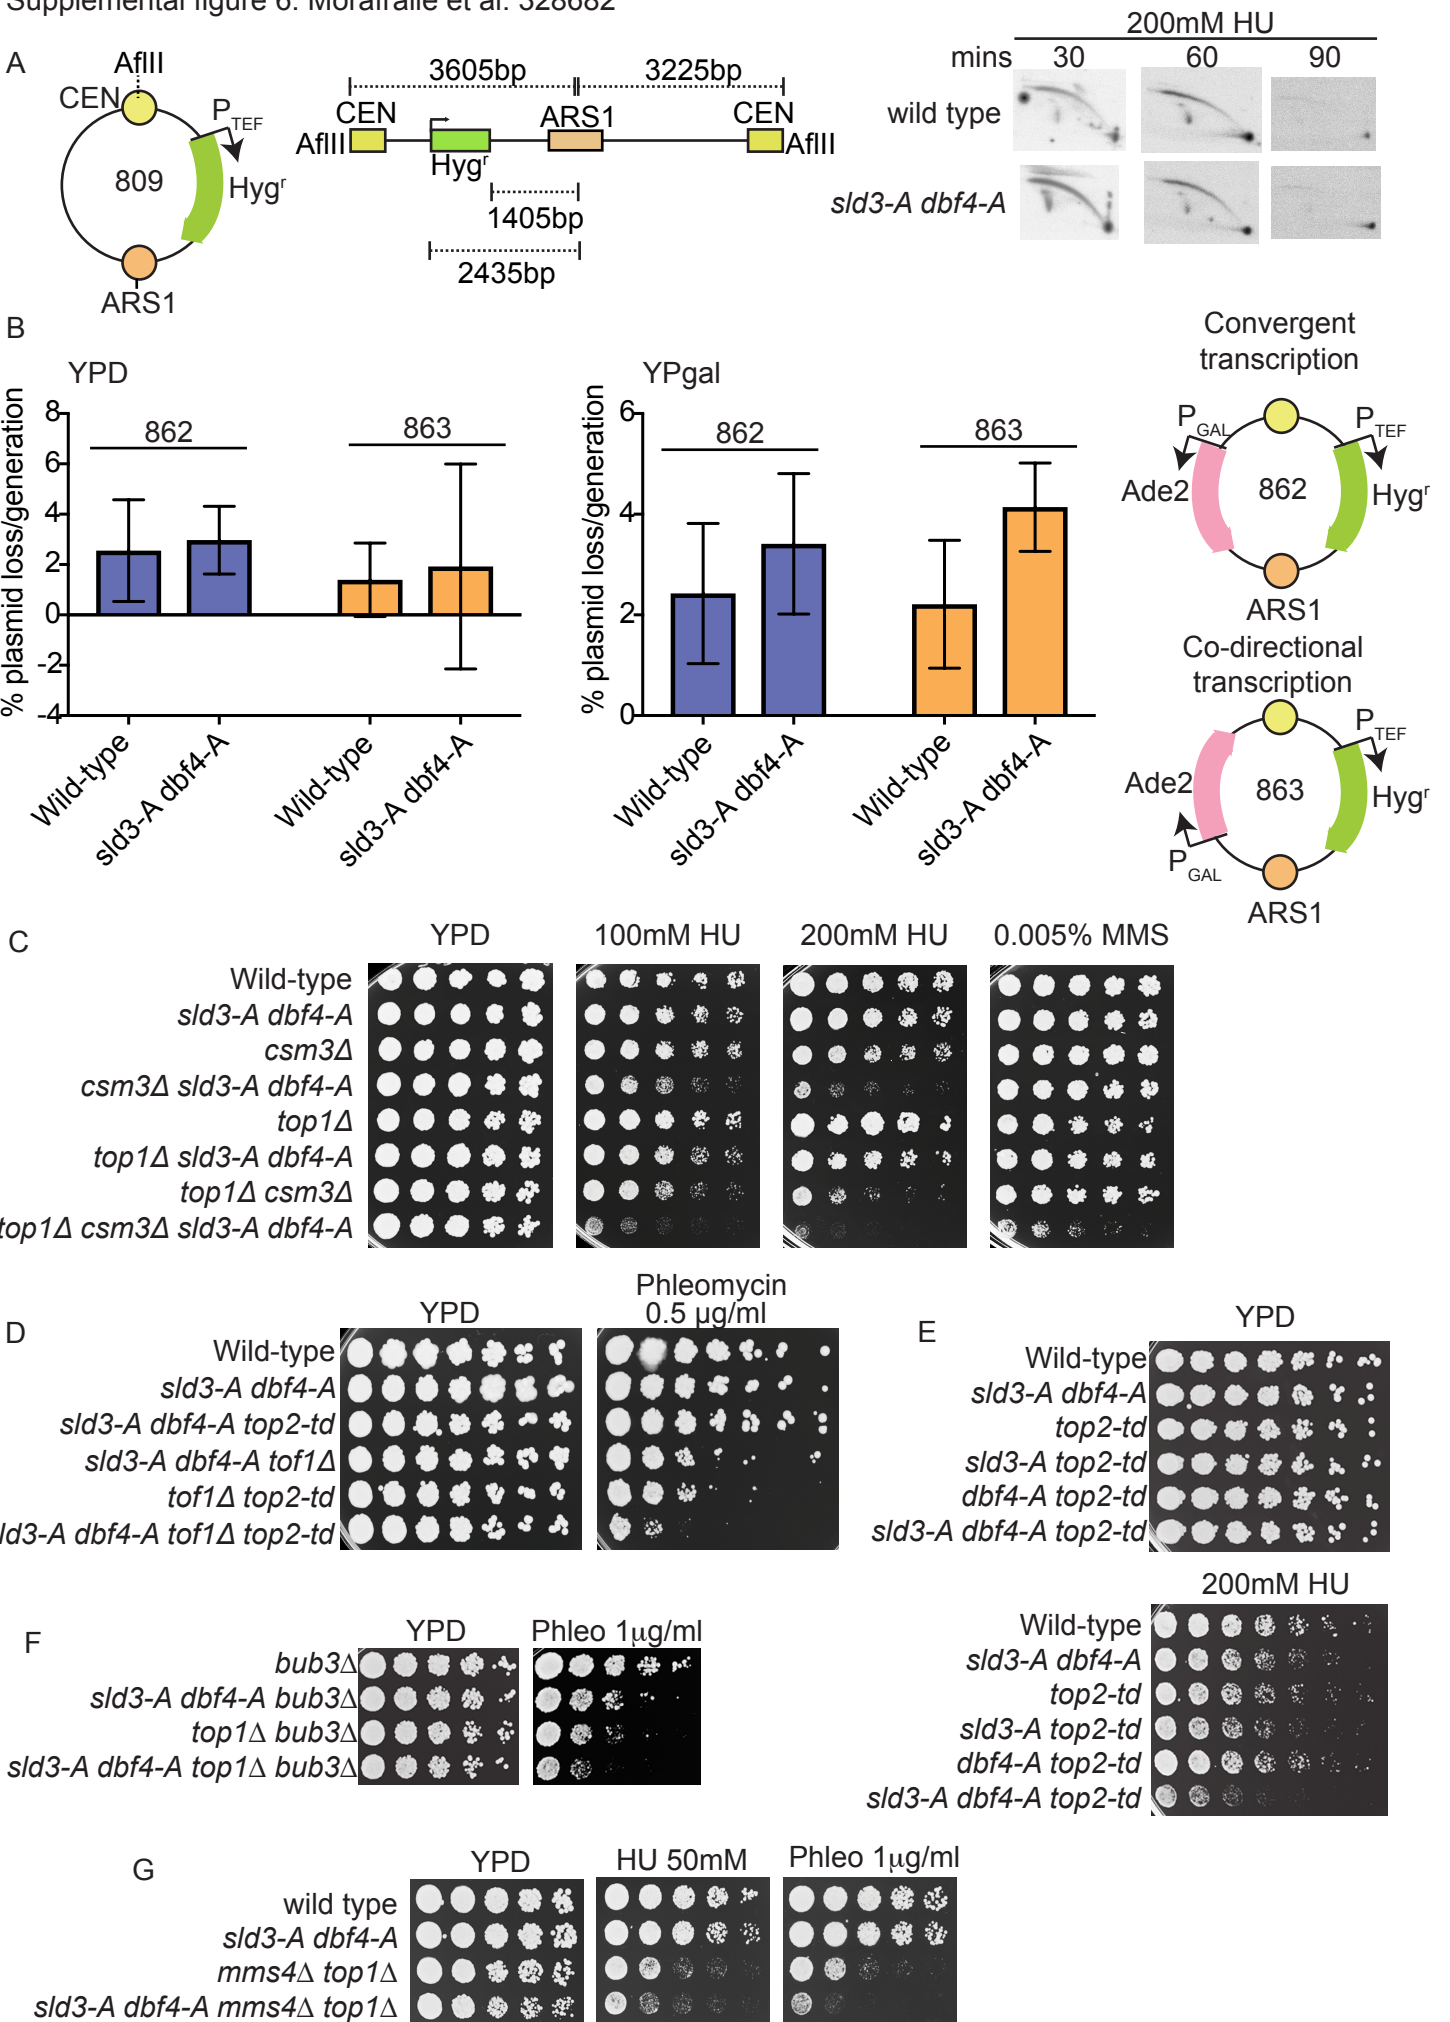 Supplemental figure 6. Morafraile et al. 328682
A
AflII
CEN
P TEF
809
Hygr
ARS1
3605bp
3225bp
CEN
ARS1
CEN
AflII
AflII
Hygr
1405bp
2435bp
200mM HU
mins 30 60 90
wild type
sld3-A dbf4-A
B
YPD
% plasmid loss/generation
8
6
4
2
0
-2
-4
862
863
Wild-type
sld3-A dbf4-A
Wild-type
sld3-A dbf4-A
YPgal
% plasmid loss/generation
6
4
2
0
862
863
Wild-type
sld3-A dbf4-A
Wild-type
sld3-A dbf4-A
Convergent
transcription
P GAL
P TEF
Ade2
862
Hygr
ARS1
Co-directional
transcription
P TEF
Ade2
863
Hygr
P GAL
ARS1
C
YPD
100mM HU
200mM HU
0.005% MMS
Wild-type
sld3-A dbf4-A
csm3Δ
csm3Δ sld3-A dbf4-A
top1Δ
top1Δ sld3-A dbf4-A
top1Δ csm3Δ
top1Δ csm3Δ sld3-A dbf4-A
D
YPD
Phleomycin
0.5 µg/ml
Wild-type
sld3-A dbf4-A
sld3-A dbf4-A top2-td
sld3-A dbf4-A tof1Δ
tof1Δ top2-td
ld3-A dbf4-A tof1Δ top2-td
E
YPD
Wild-type
sld3-A dbf4-A
top2-td
sld3-A top2-td
dbf4-A top2-td
sld3-A dbf4-A top2-td
200mM HU
Wild-type
sld3-A dbf4-A
top2-td
sld3-A top2-td
dbf4-A top2-td
sld3-A dbf4-A top2-td
F
YPD
Phleo 1µg/ml
bub3Δ
sld3-A dbf4-A bub3Δ
top1Δ bub3Δ
sld3-A dbf4-A top1Δ bub3Δ
G
YPD
HU 50mM
Phleo 1µg/ml
wild type
sld3-A dbf4-A
mms4Δ top1Δ
sld3-A dbf4-A mms4Δ top1Δ